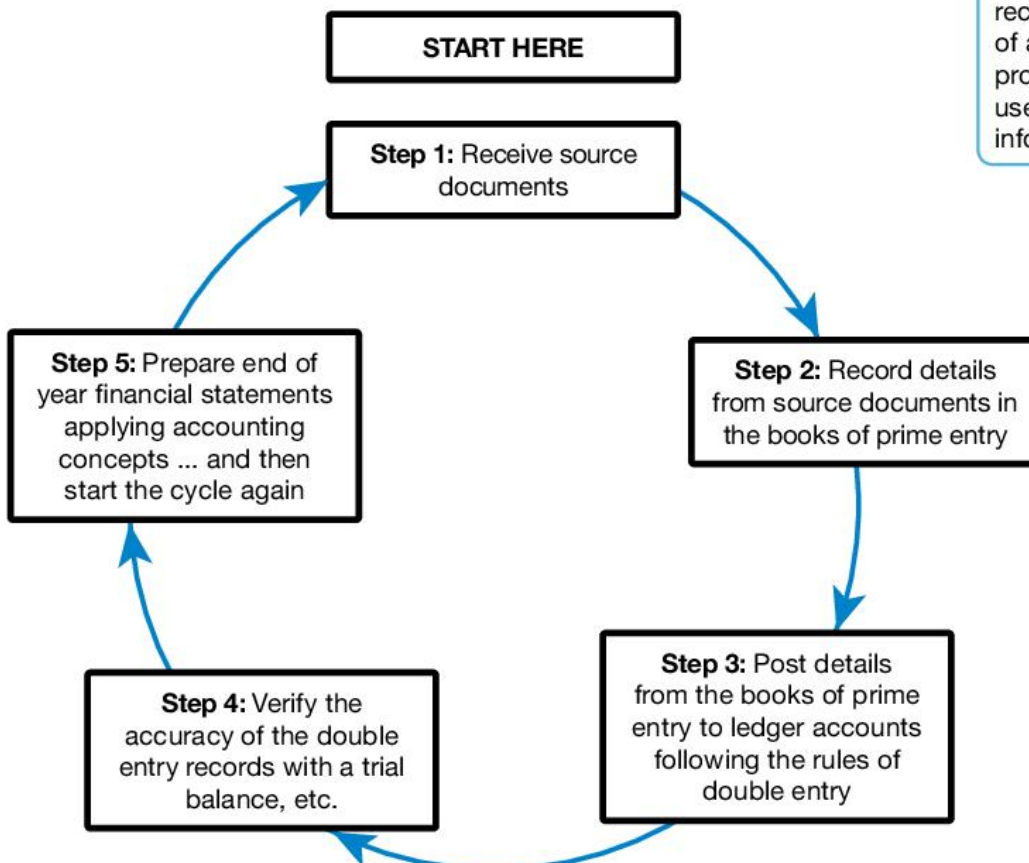 START HERE
Step 1: Receive source
documents
Step 2: Record details
from source documents in
the books of prime entry
Step 3: Post details
from the books of prime
entry to ledger accounts
following the rules of
double entry
Step 4: Verify the
accuracy of the double
entry records with a trial
balance, etc.
Step 5: Prepare end of
year financial statements
applying accounting
concepts ... and then
start the cycle again
of a